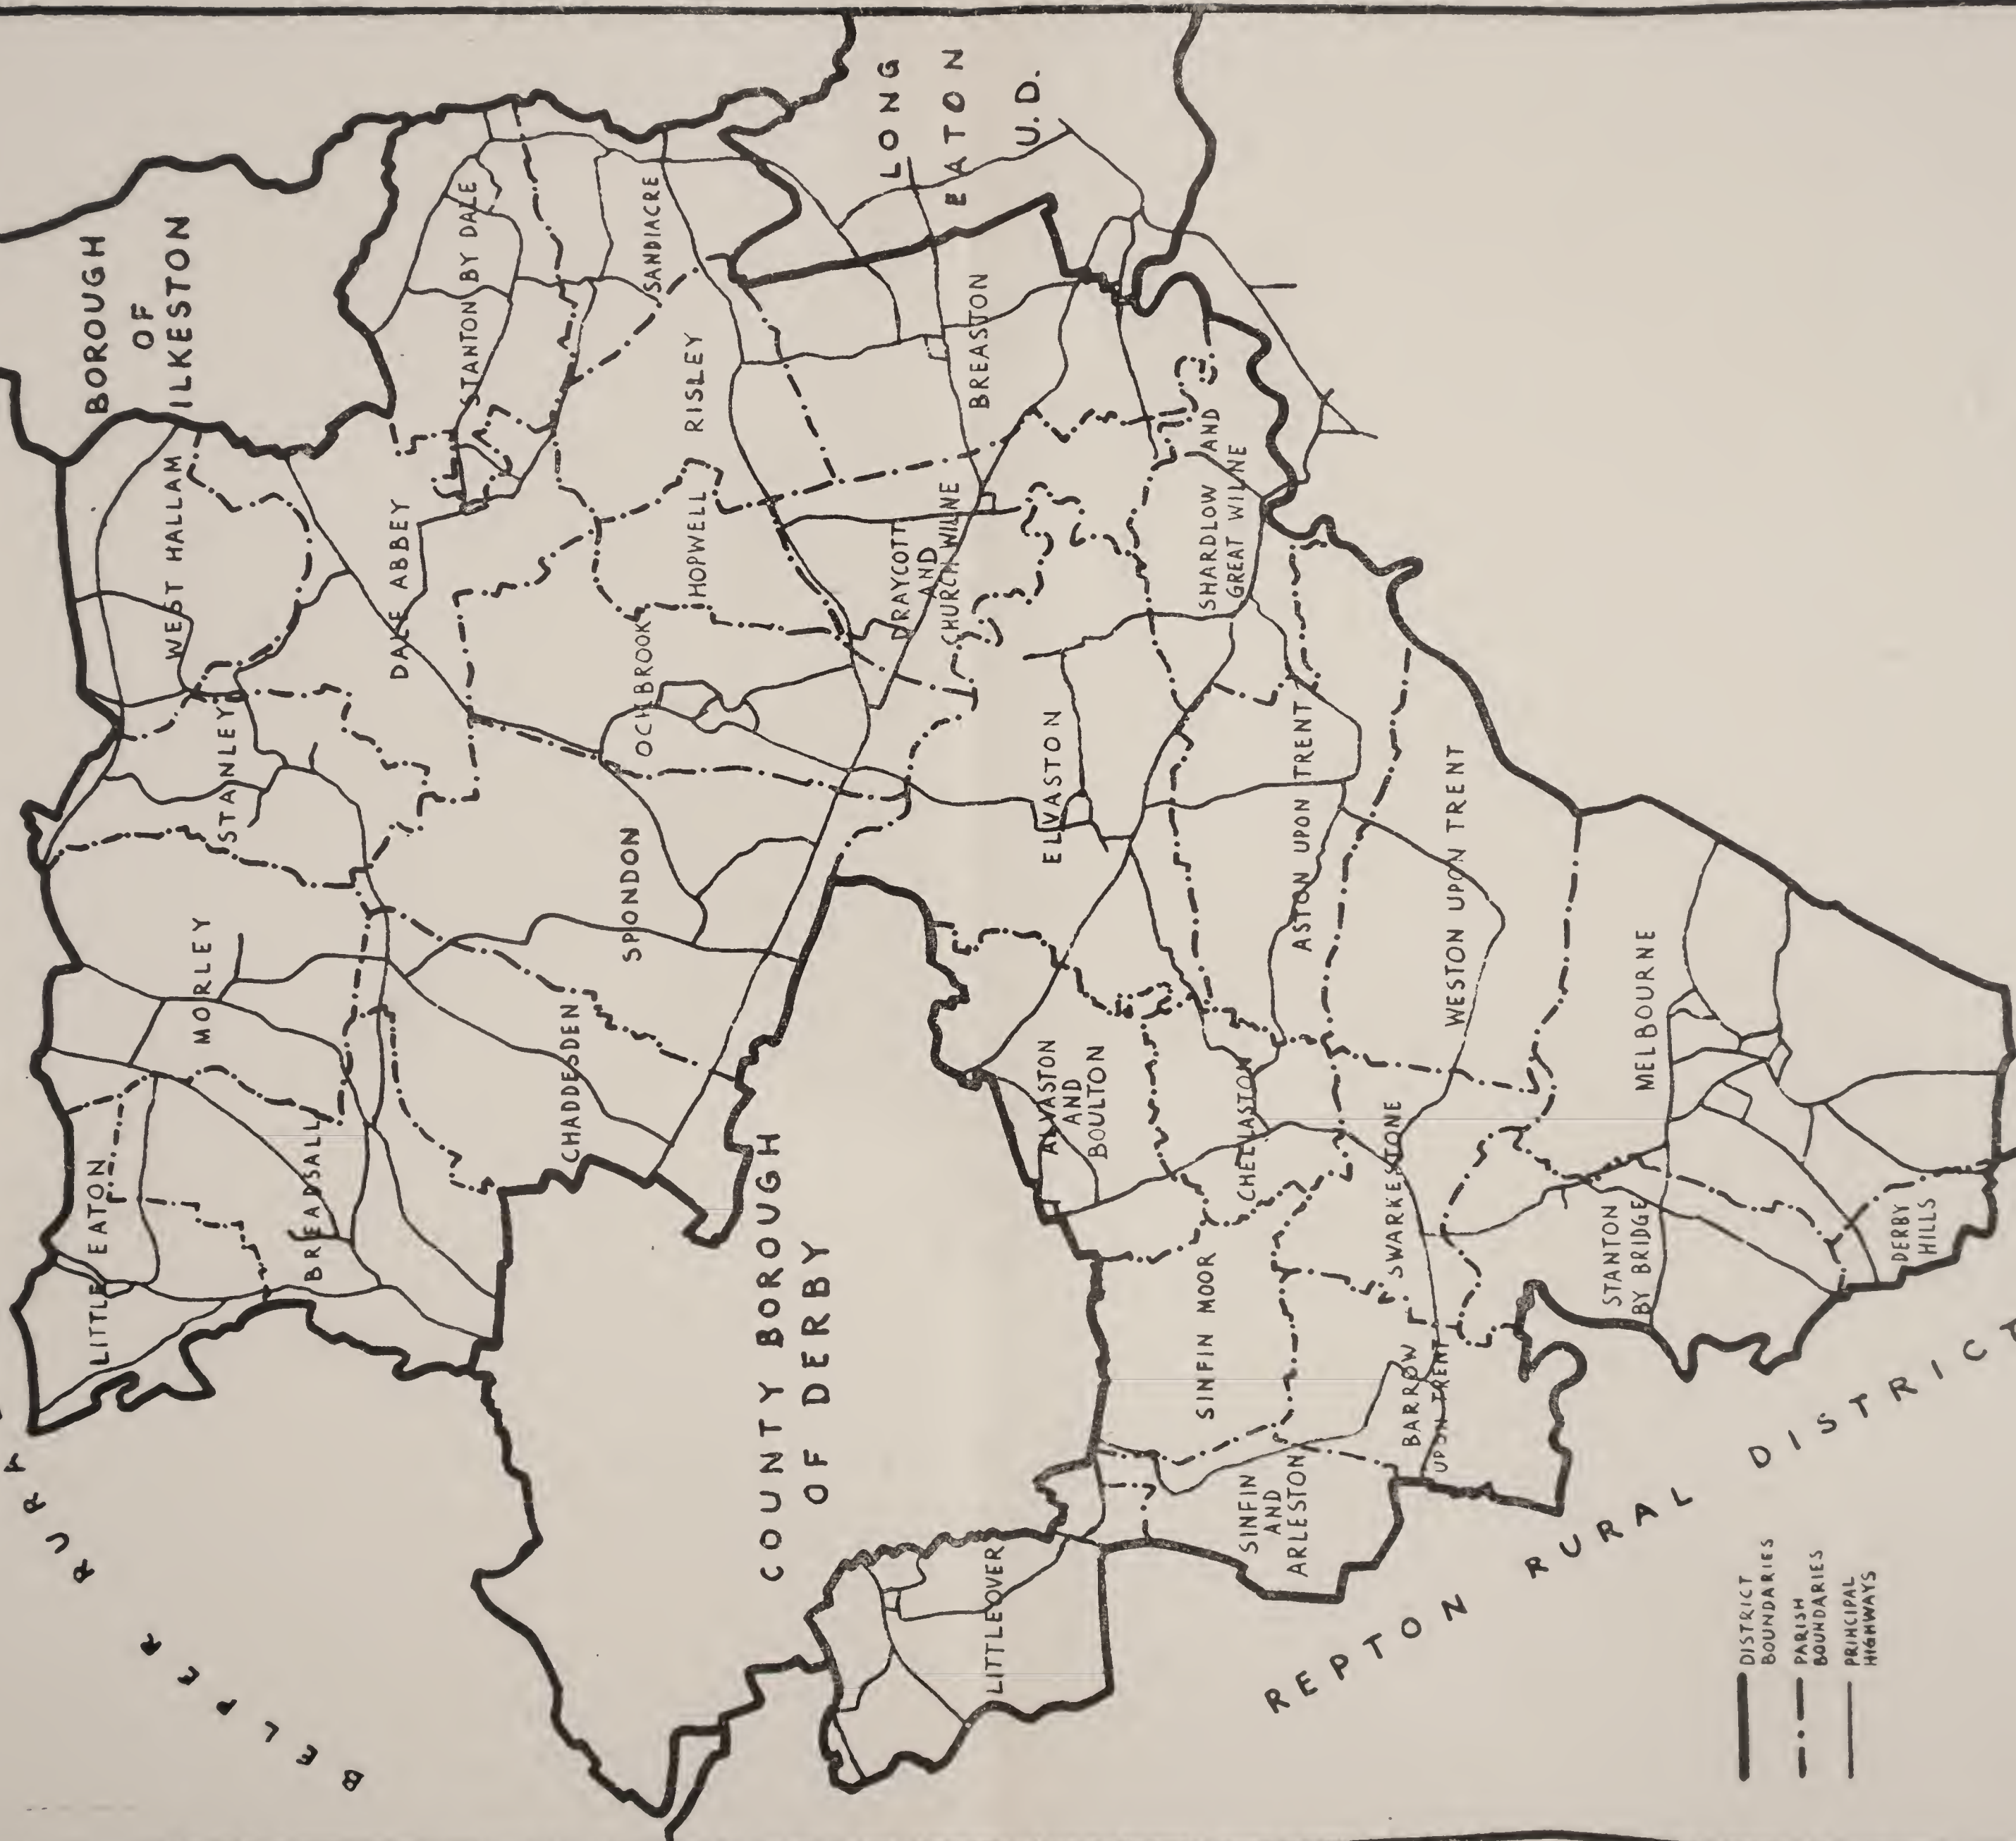 BOROUGH
OF
ILKESTON
LONG
EATON
U.D.
WEST HALLAM
STANLEY
MORLEY
LITTLE EATON
BREADSALL
DALE ABBEY
STANTON BY DALE
SANDIACRE
RISLEY
HOPWELL
OCKBROOK
SPONDON
CHADDESDEN
BREASTON
DRAYCOTT
AND
CHURCH WILNE
SHARDLOW AND
GREAT WILNE
ELVASTON
ASTON UPON TRENT
WESTON UPON TRENT
ALVASTON
AND
BOULTON
CHELLASTON
SWARKESTONE
MELBOURNE
STANTON
BY BRIDGE
DERBY
HILLS
SINFIN MOOR
BARROW
UPON TRENT
SINFIN
AND
ARLESTON
LITTLEOVER
COUNTY BOROUGH
OF DERBY
BELPER RUR
REPTON RURAL DISTRICT
DISTRICT
BOUNDARIES
PARISH
BOUNDARIES
PRINCIPAL
HIGHWAYS